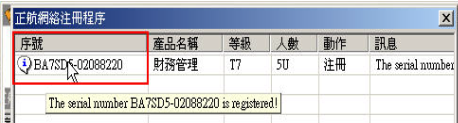 正航網絡注冊程序
序號 產品名稱 等級 人數 動作 訊息
BA7SD5-02088220 財務管理 T7 5U 注冊 The serial number
The serial number BA7SD5-02088220 is registered!